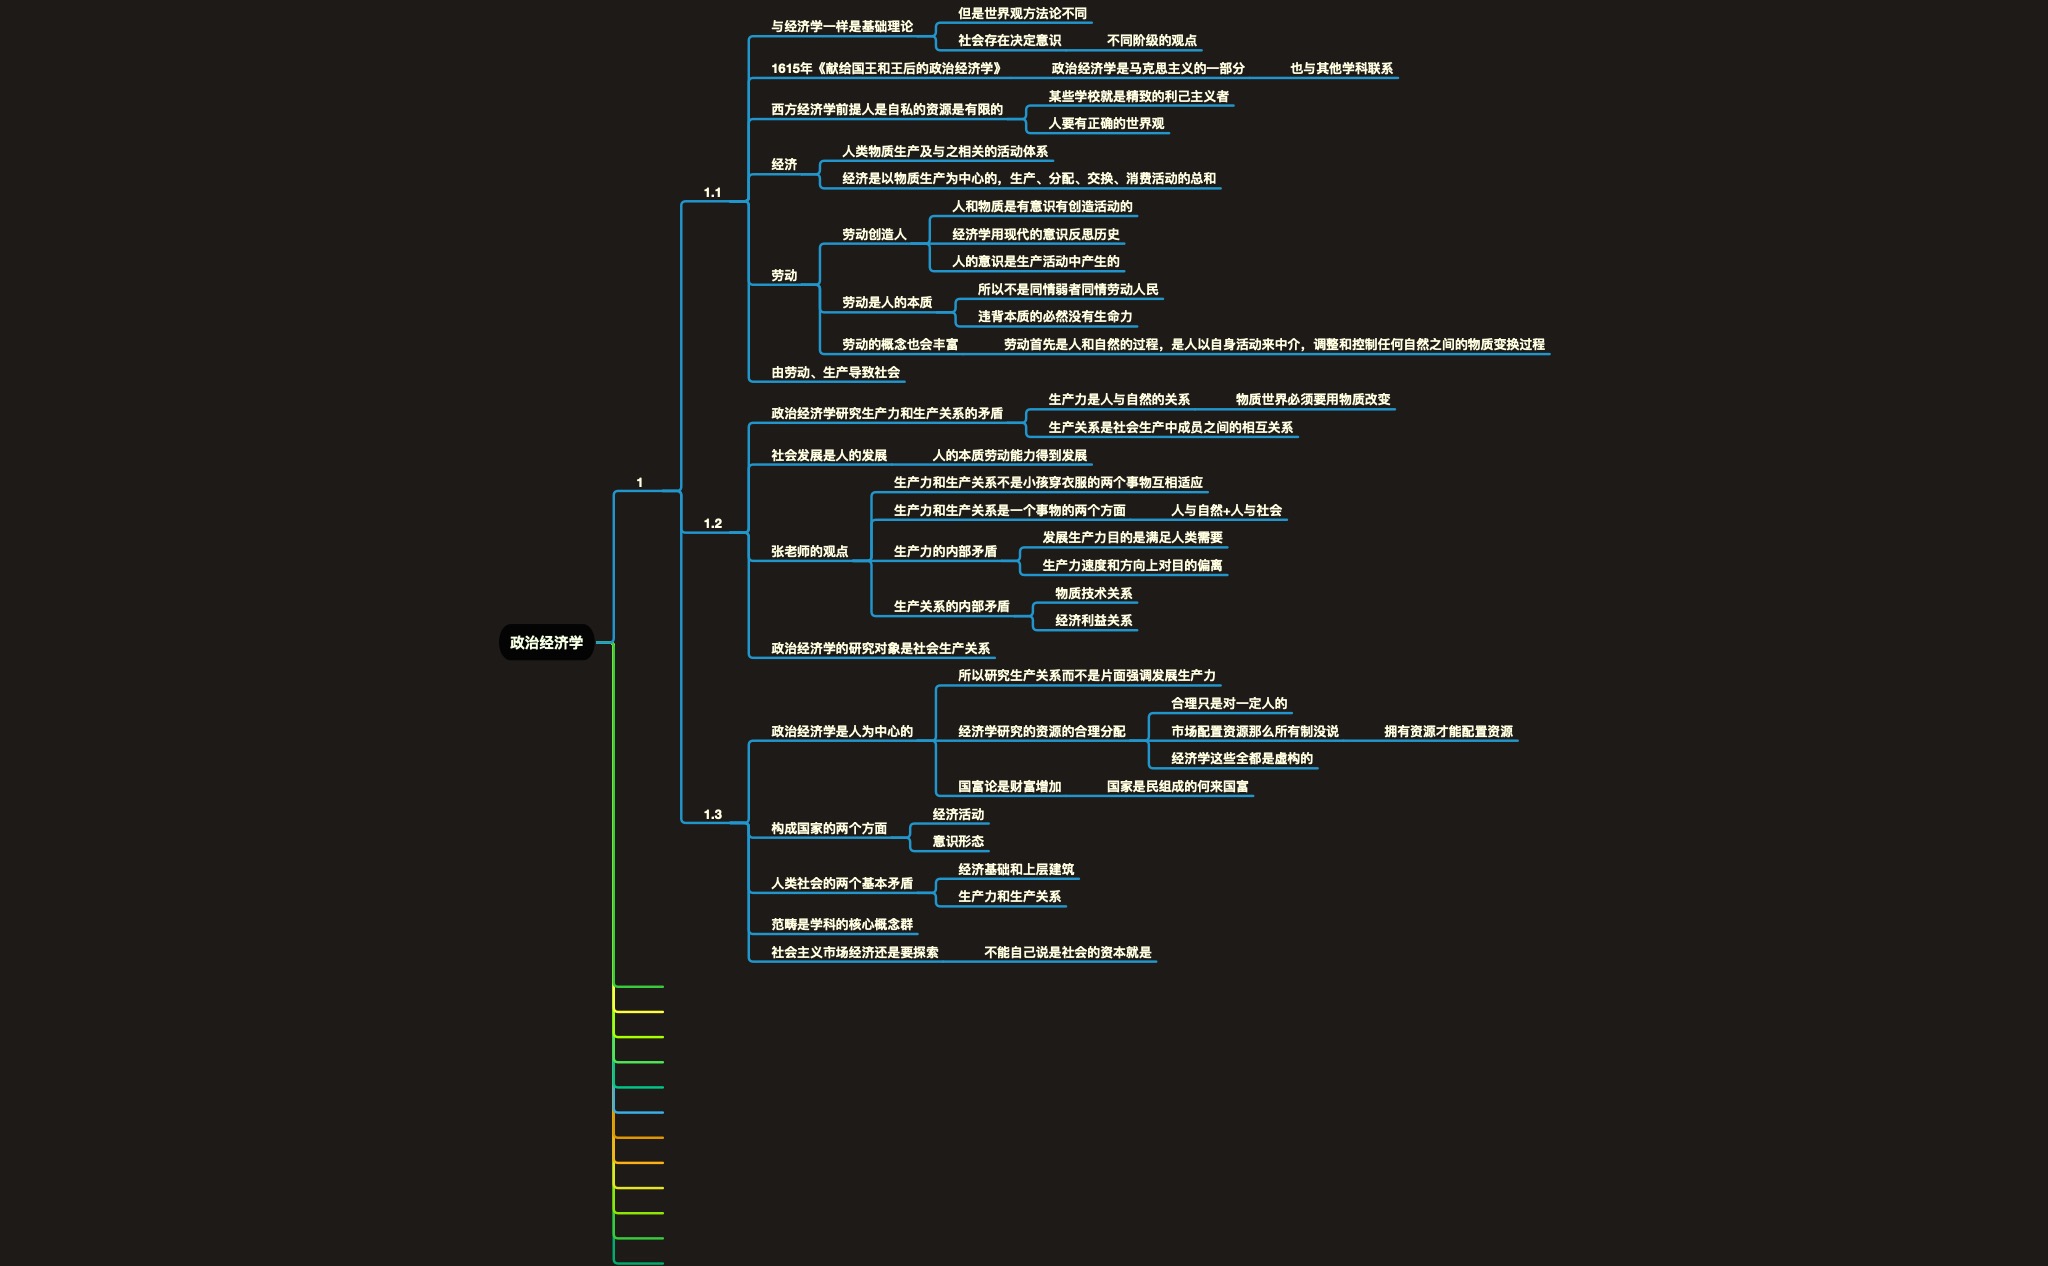 但是世界观方法论不同
与经济学一样是基础理论
社会存在决定意识 不同阶级的观点
1615年《献给国王和王后的政治经济学》 政治经济学是马克思主义的一部分 也与其他学科联系
某些学校就是精致的利己主义者
西方经济学前提人是自私的资源是有限的
人要有正确的世界观
人类物质生产及与之相关的活动体系
经济
经济是以物质生产为中心的，生产、分配、交换、消费活动的总和
1.1
人和物质是有意识有创造活动的
劳动创造人 经济学用现代的意识反思历史
人的意识是生产活动中产生的
劳动
所以不是同情弱者同情劳动人民
劳动是人的本质
违背本质的必然没有生命力
劳动的概念也会丰富 劳动首先是人和自然的过程，是人以自身活动来中介，调整和控制任何自然之间的物质变换过程
由劳动、生产导致社会
生产力是人与自然的关系 物质世界必须要用物质改变
政治经济学研究生产力和生产关系的矛盾
生产关系是社会生产中成员之间的相互关系
社会发展是人的发展 人的本质劳动能力得到发展
1
生产力和生产关系不是小孩穿衣服的两个事物互相适应
生产力和生产关系是一个事物的两个方面 人与自然+人与社会
1.2
发展生产力目的是满足人类需要
张老师的观点 生产力的内部矛盾
生产力速度和方向上对目的偏离
物质技术关系
生产关系的内部矛盾
经济利益关系
政治经济学
政治经济学的研究对象是社会生产关系
所以研究生产关系而不是片面强调发展生产力
合理只是对一定人的
政治经济学是人为中心的 经济学研究的资源的合理分配 市场配置资源那么所有制没说 拥有资源才能配置资源
经济学这些全都是虚构的
国富论是财富增加 国家是民组成的何来国富
1.3
经济活动
构成国家的两个方面
意识形态
经济基础和上层建筑
人类社会的两个基本矛盾
生产力和生产关系
范畴是学科的核心概念群
社会主义市场经济还是要探索 不能自己说是社会的资本就是